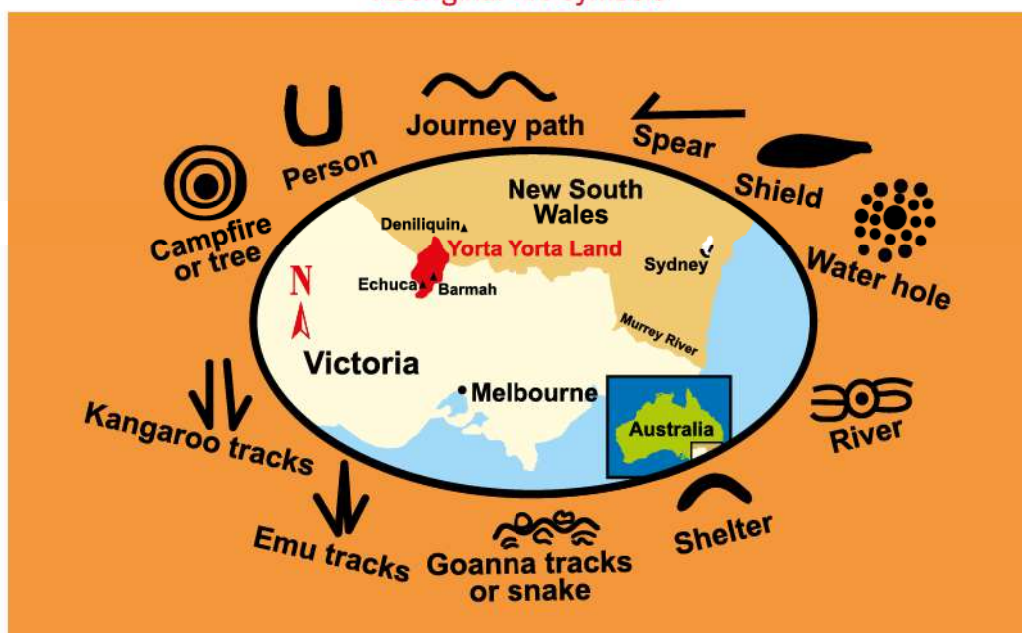 Journey path
Person
Spear
Shield
Campfire
or tree
Water hole
New South
Wales
Deniliquin
Yorta Yorta Land
Sydney
Echuca
Barmah
N
Murrey River
Victoria
Melbourne
Australia
River
Kangaroo tracks
Emu tracks
Goanna tracks
or snake
Shelter